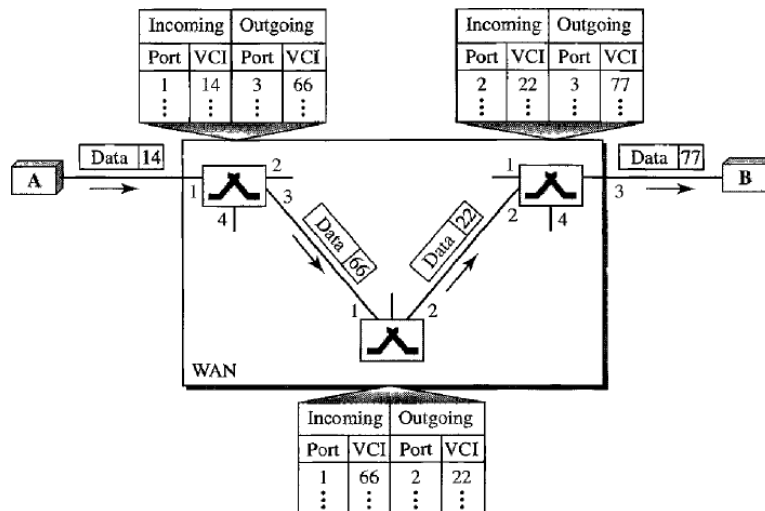 Incoming Outgoing
Port VCI Port VCI
1 14 3 66
⋮ ⋮ ⋮ ⋮
Incoming Outgoing
Port VCI Port VCI
2 22 3 77
⋮ ⋮ ⋮ ⋮
A
Data 14
1
2
3
4
Data 66
1
2
Data 22
1
2
3
4
Data 77
B
WAN
Incoming Outgoing
Port VCI Port VCI
1 66 2 22
⋮ ⋮ ⋮ ⋮